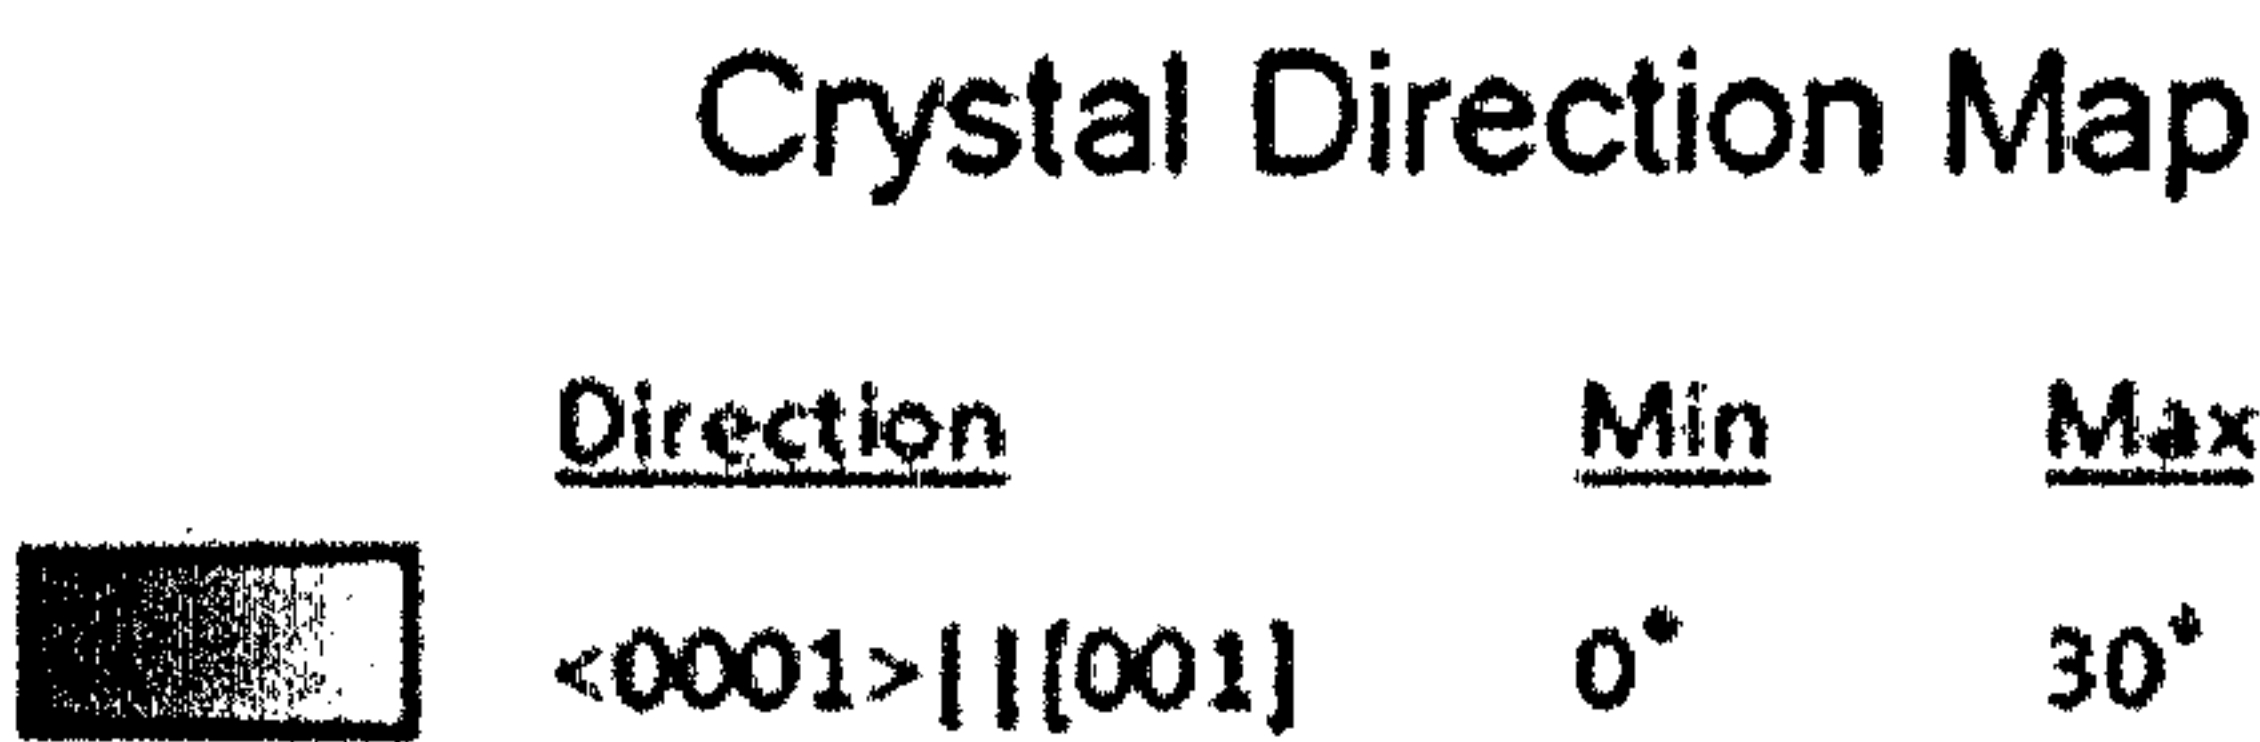 Crystal Direction Map
Direction Min Max
<0001>||[001] 0° 30°